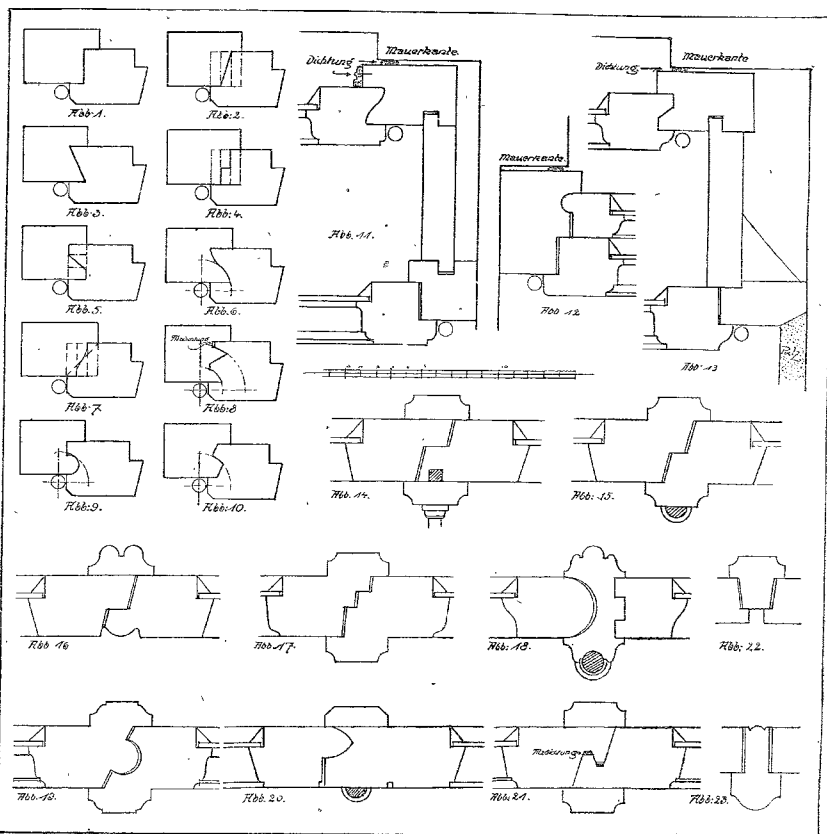 Abb. 1.
Abb. 2.
Dichtung
Mauerkante.
Dichtung
Mauerkante
Abb. 3.
Abb. 4.
Mauerkante.
Abb. 11.
Abb. 5.
Abb. 6.
Abb 12
Abb 13
Abb. 7.
Abb. 8
Abb. 9.
Abb. 10.
Abb. 14.
Abb. 15.
Abb 16
Abb. 17.
Abb. 18.
Abb. 22.
Abb. 19.
Abb. 20.
Abb. 21.
Abb. 23.